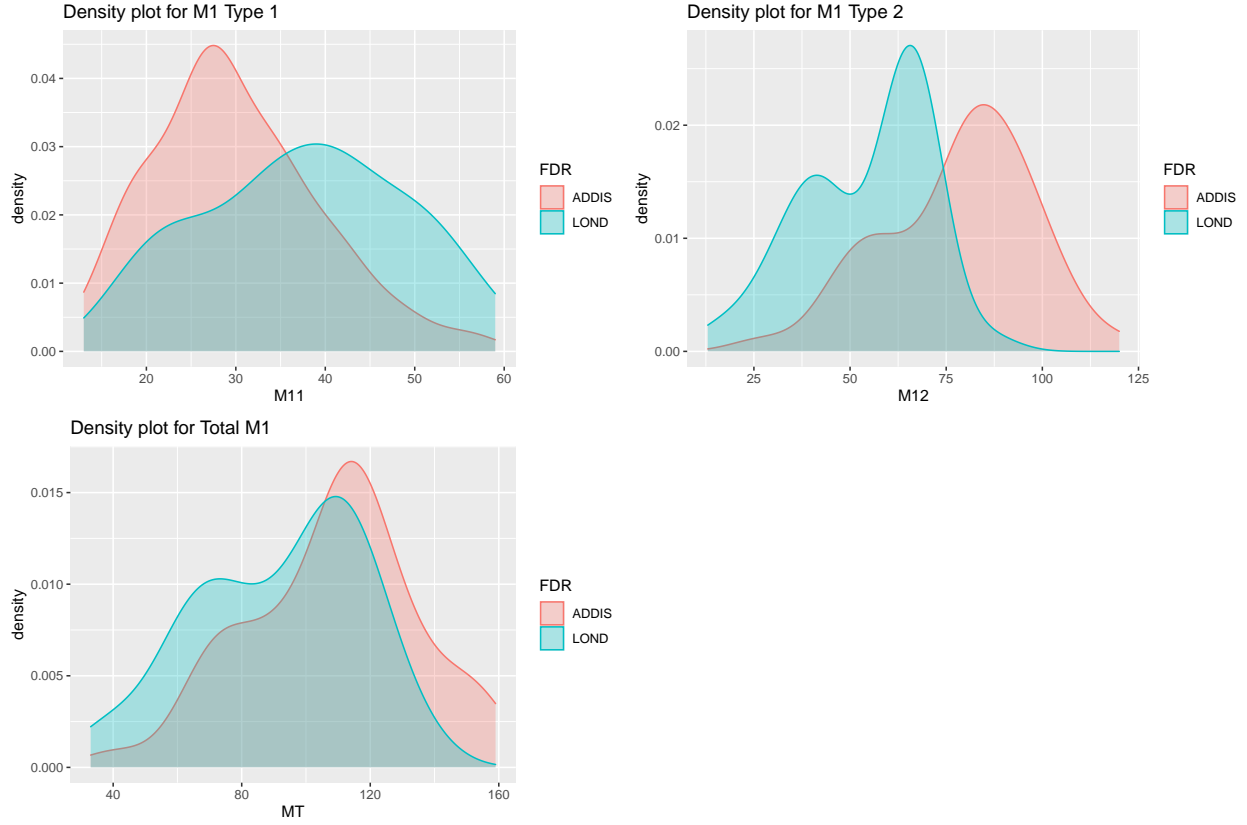 Density plot for M1 Type 1
density
0.04
0.03
0.02
0.01
0.00
20 30 40 50 60
M11
FDR
ADDIS
LOND
Density plot for M1 Type 2
density
0.02
0.01
0.00
25 50 75 100 125
M12
FDR
ADDIS
LOND
Density plot for Total M1
density
0.015
0.010
0.005
0.000
40 80 120 160
MT
FDR
ADDIS
LOND